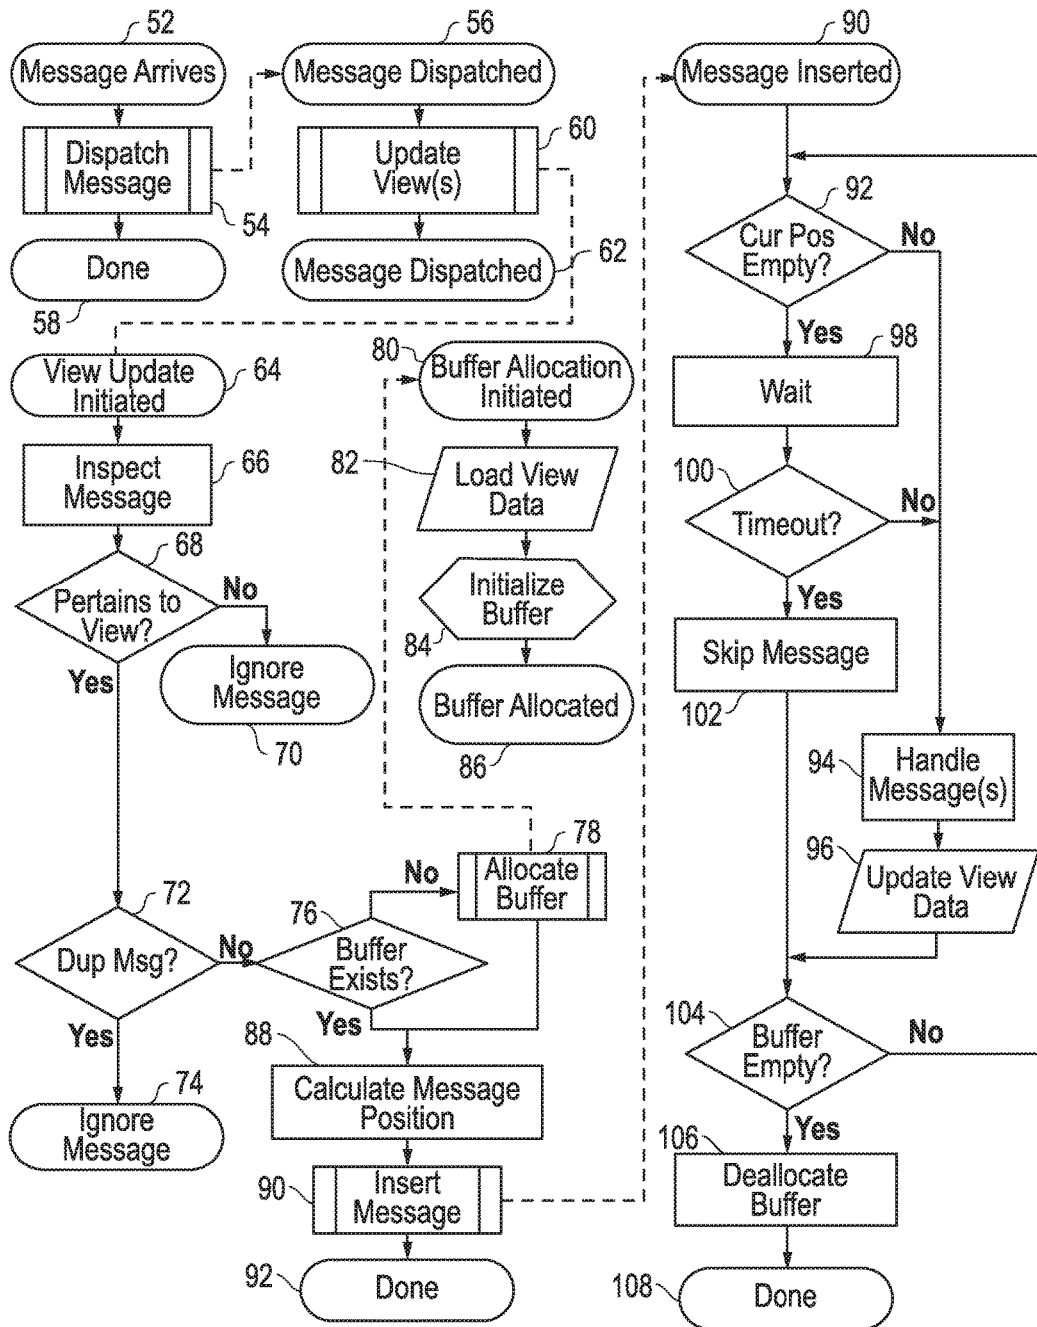 52
Message Arrives
Dispatch
Message
54
Done
58
56
Message Dispatched
60
Update
View(s)
Message Dispatched
62
View Update
Initiated
64
Inspect
Message
66
68
Pertains to
View?
No
Yes
Ignore
Message
70
72
Dup Msg?
No
Yes
74
Ignore
Message
80
Buffer Allocation
Initiated
82
Load View
Data
Initialize
Buffer
84
Buffer Allocated
86
78
Allocate
Buffer
No
76
Buffer
Exists?
Yes
88
Calculate Message
Position
90
Insert
Message
92
Done
90
Message Inserted
92
Cur Pos
Empty?
No
Yes
98
Wait
100
Timeout?
No
Yes
Skip Message
102
94
Handle
Message(s)
96
Update View
Data
104
Buffer
Empty?
No
Yes
106
Deallocate
Buffer
108
Done